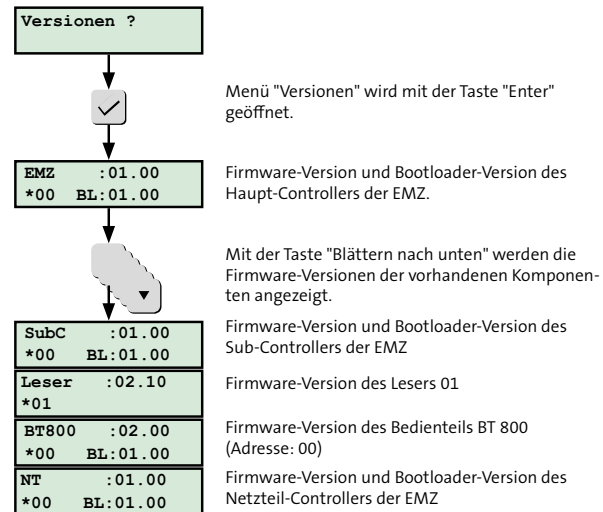 Versionen ?
Menü "Versionen" wird mit der Taste "Enter"
geöffnet.
EMZ :01.00
*00 BL:01.00
Firmware-Version und Bootloader-Version des
Haupt-Controllers der EMZ.
Mit der Taste "Blättern nach unten" werden die
Firmware-Versionen der vorhandenen Komponen-
ten angezeigt.
SubC :01.00
*00 BL:01.00
Firmware-Version und Bootloader-Version des
Sub-Controllers der EMZ
Leser :02.10
*01
Firmware-Version des Lesers 01
BT800 :02.00
*00 BL:01.00
Firmware-Version des Bedienteils BT 800
(Adresse: 00)
NT :01.00
*00 BL:01.00
Firmware-Version und Bootloader-Version des
Netzteil-Controllers der EMZ